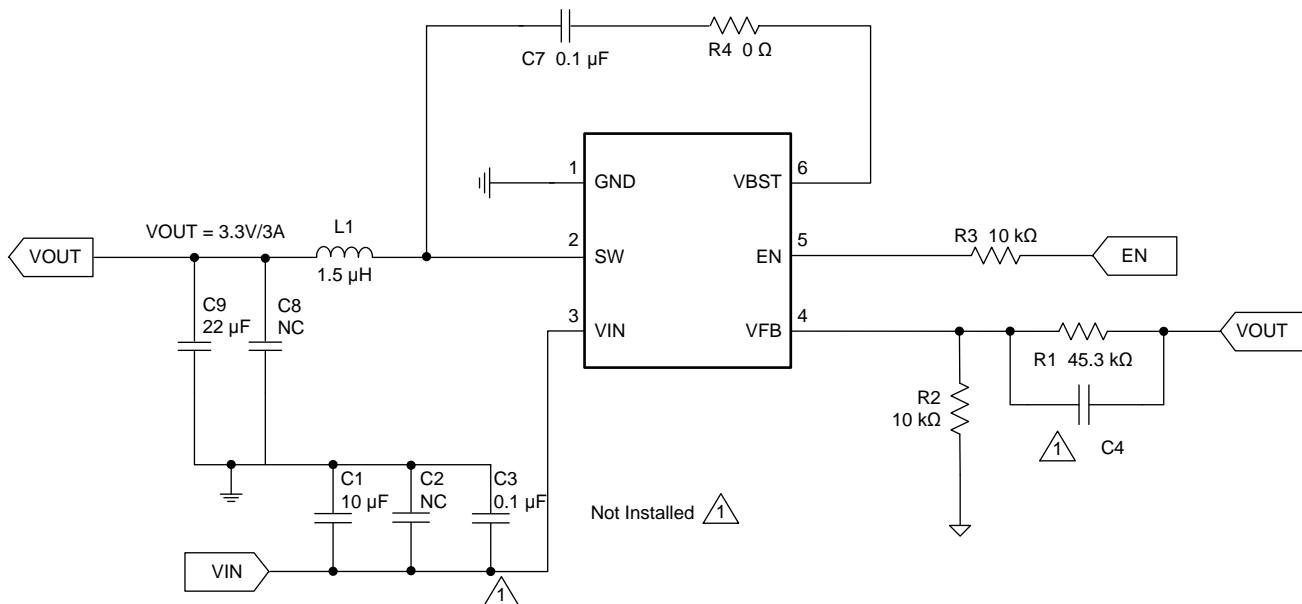 C7 0.1 µF
R4 0 Ω
1
GND
VBST
6
VOUT
VOUT = 3.3V/3A
L1
1.5 µH
2
SW
EN
5
R3 10 kΩ
EN
C9
22 µF
C8
NC
3
VIN
VFB
4
VOUT
R1 45.3 kΩ
R2
10 kΩ
1
C4
C1
10 µF
C2
NC
C3
0.1 µF
Not Installed 1
VIN
1